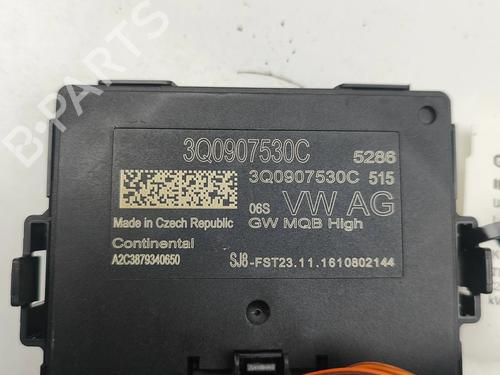 B-PARTS
3Q0907530C
5286
3Q0907530C 515
06S VW AG
Made in Czech Republic
GW MQB High
Continental
A2C3879340650
SJ8-FST23.11.1610802144